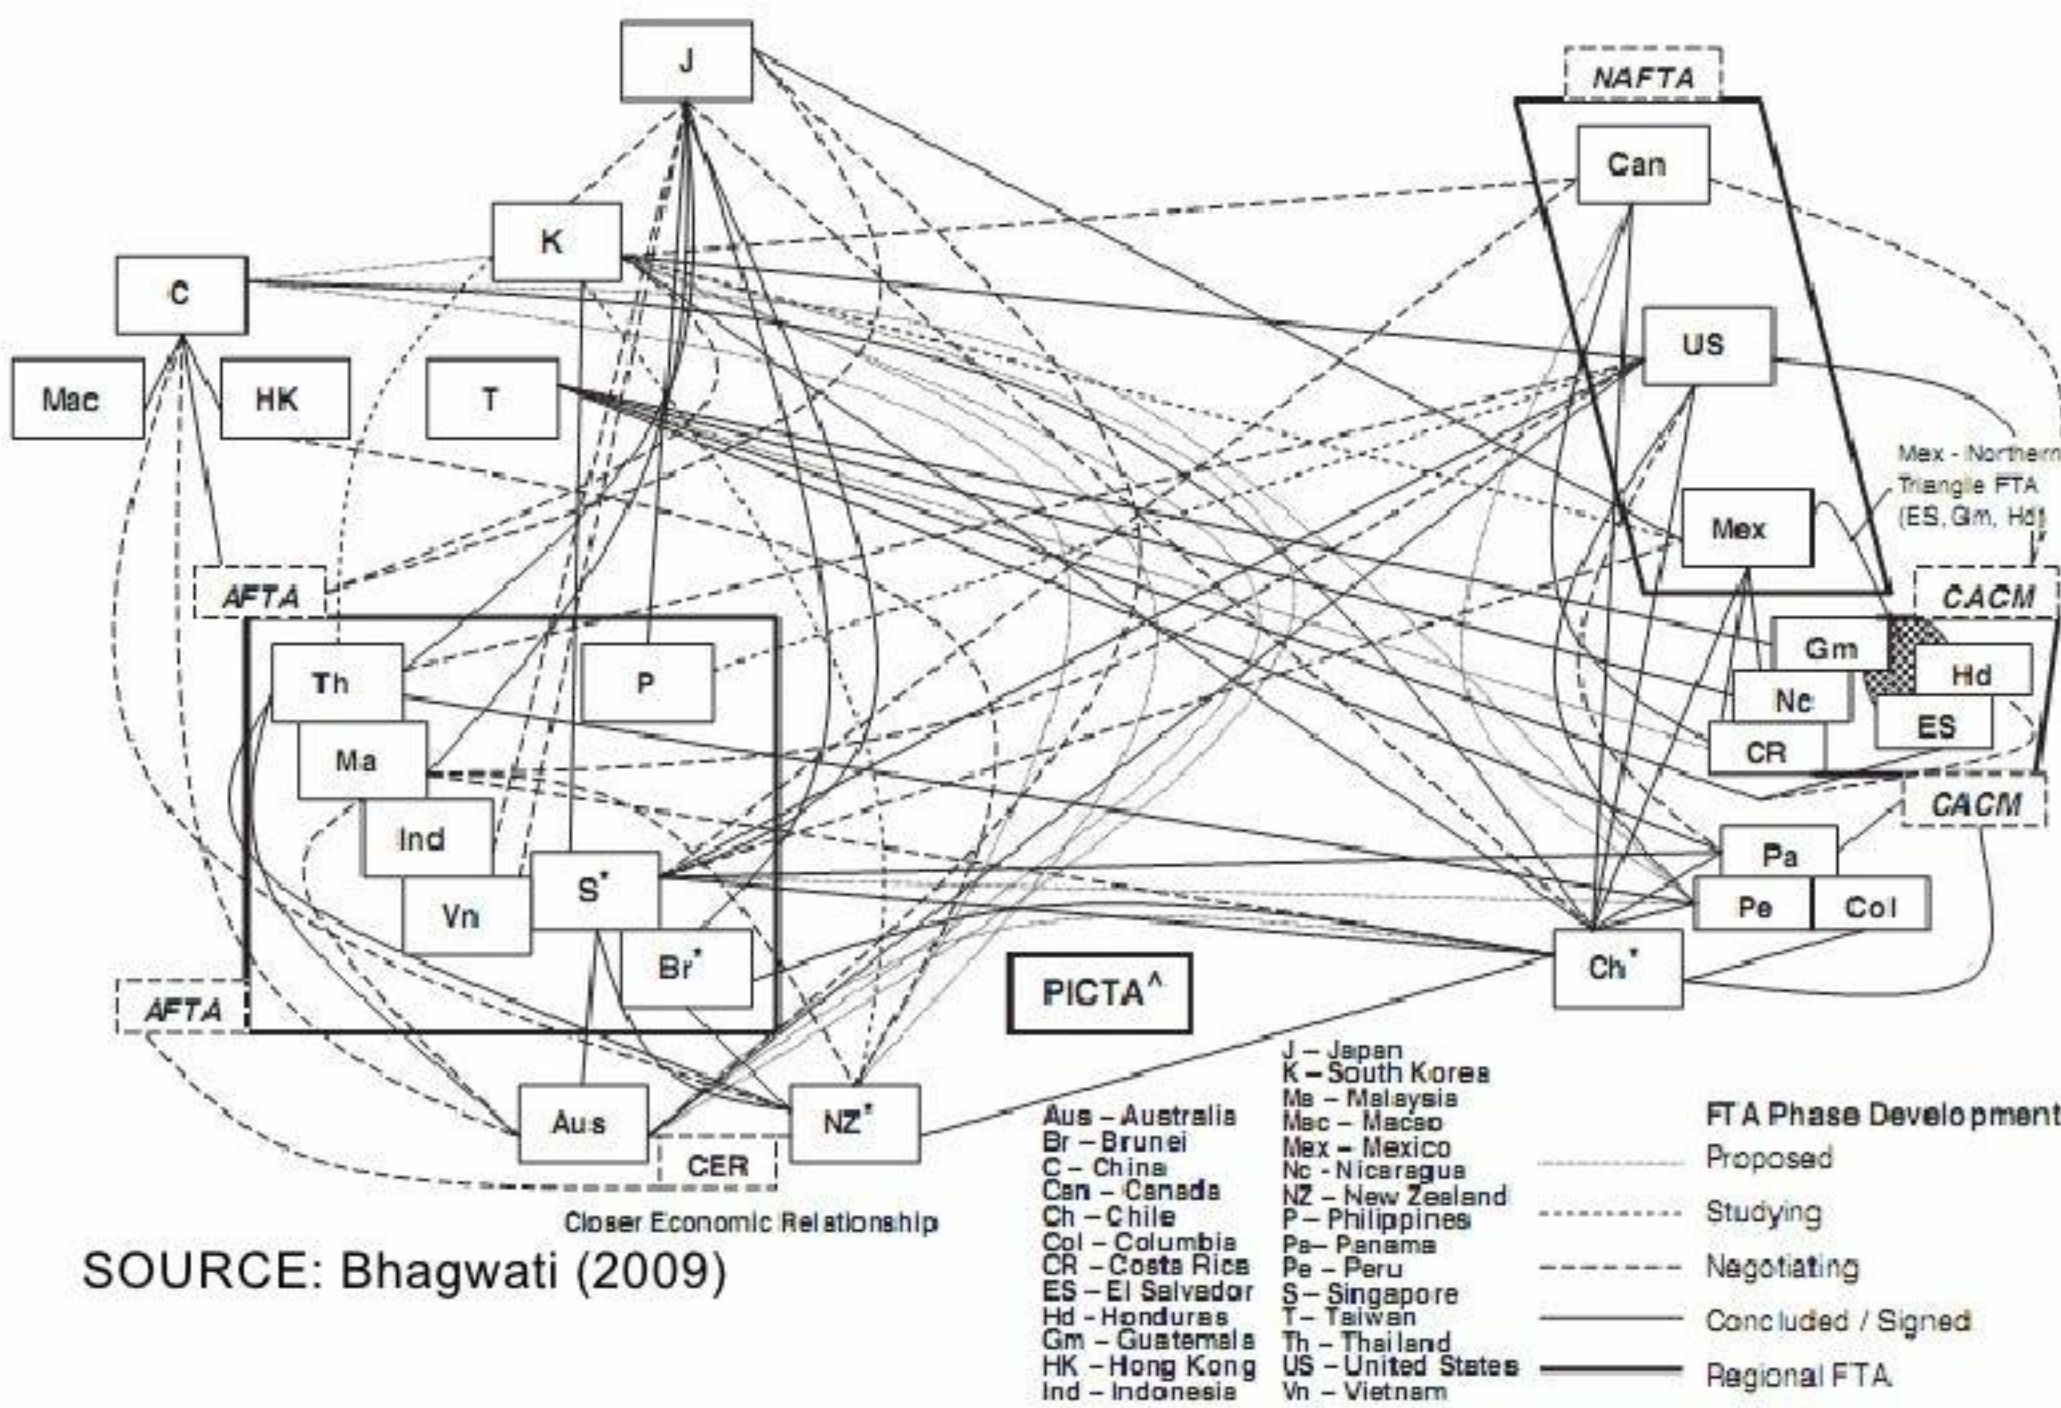 J
NAFTA
Can
K
C
US
Mac
HK
T
Mex - Northern
Triangle FTA
(ES, Gm, Hd)
Mex
AFTA
CACM
Gm
Th
P
Hd
Nc
ES
Ma
CR
CACM
Ind
Pa
S*
Vn
Pe
Col
Br*
Ch*
PICTA^
AFTA
Aus
NZ*
CER
Closer Economic Relationship
SOURCE: Bhagwati (2009)
Aus – Australia
Br – Brunei
C – China
Can – Canada
Ch – Chile
Col – Columbia
CR – Costa Rica
ES – El Salvador
Hd - Honduras
Gm – Guatemala
HK – Hong Kong
Ind – Indonesia
J – Japan
K – South Korea
Ma – Malaysia
Mac – Macao
Mex – Mexico
Nc - Nicaragua
NZ – New Zealand
P – Philippines
Pa – Panama
Pe – Peru
S – Singapore
T – Taiwan
Th – Thailand
US – United States
Vn – Vietnam
FTA Phase Development
Proposed
Studying
Negotiating
Concluded / Signed
Regional FTA